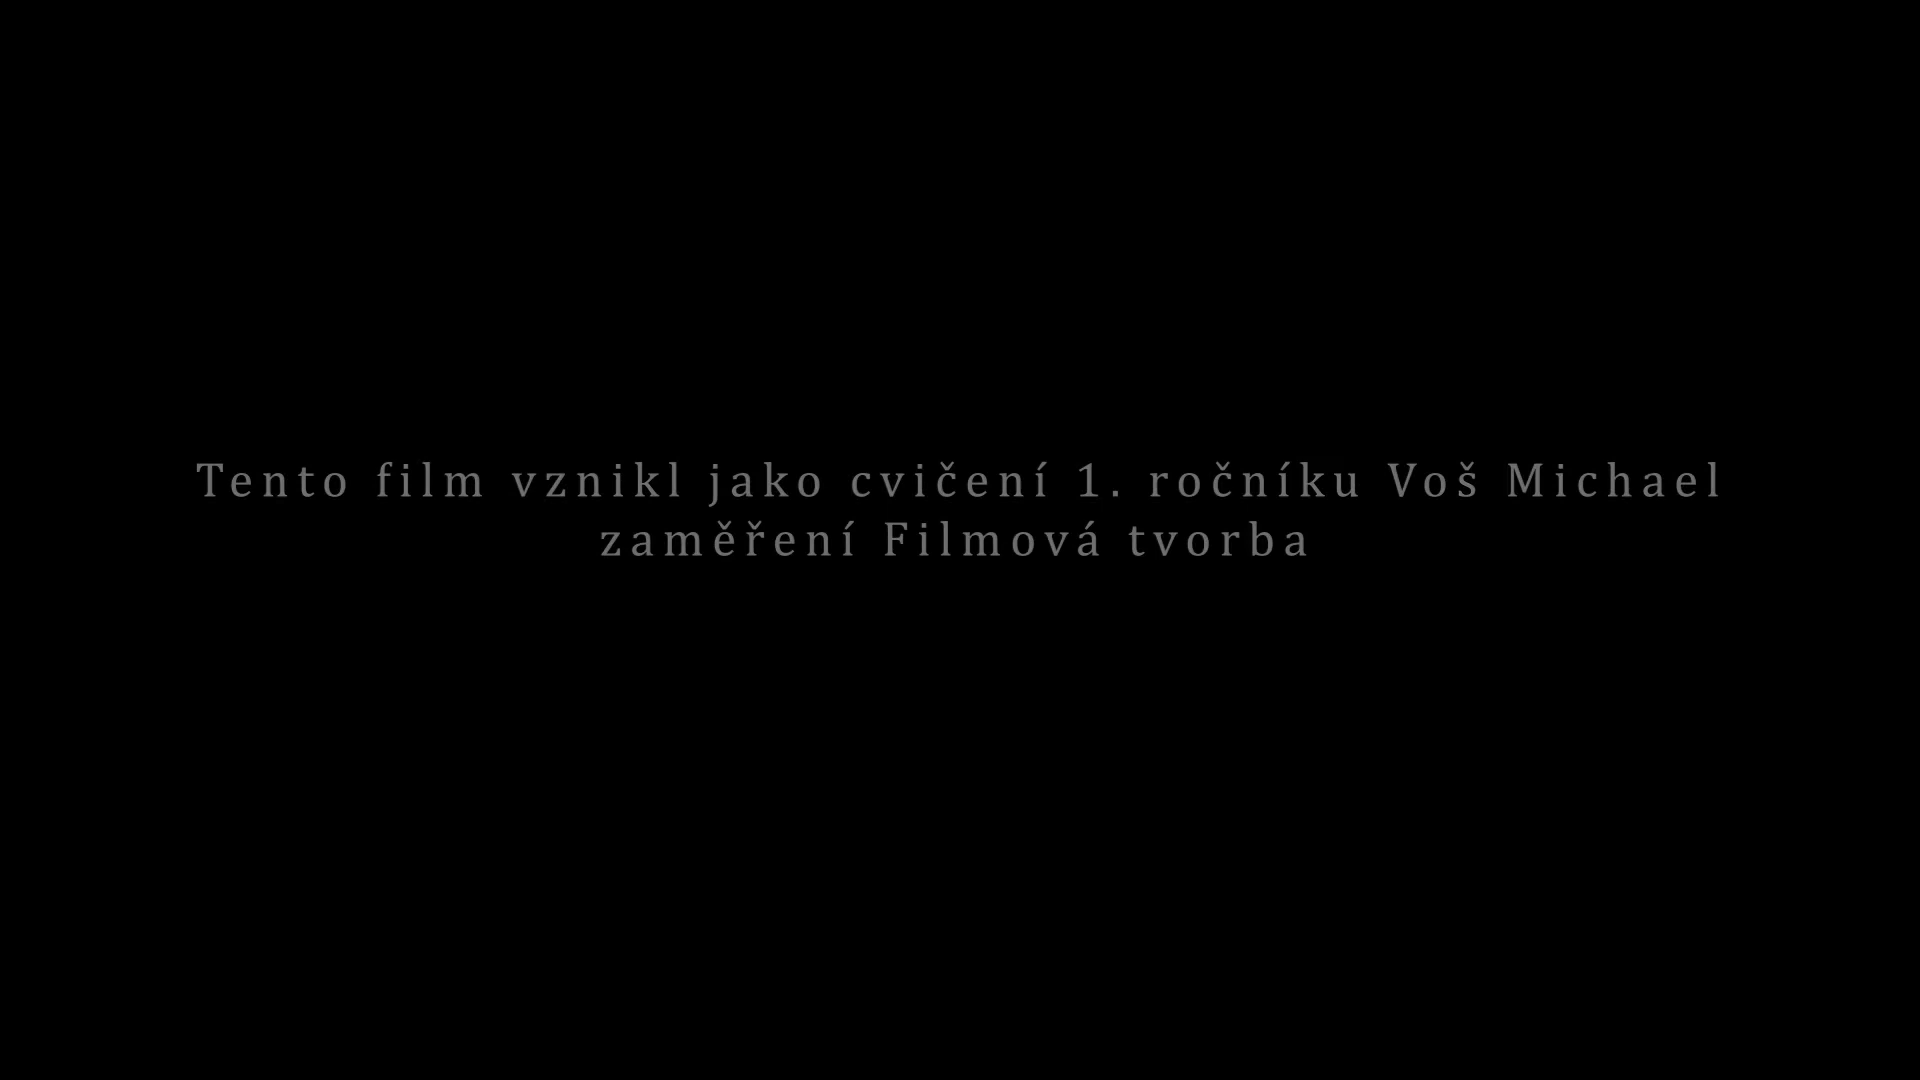 Tento film vznikl jako cvičení 1. ročníku Voš Michael
zaměření Filmová tvorba